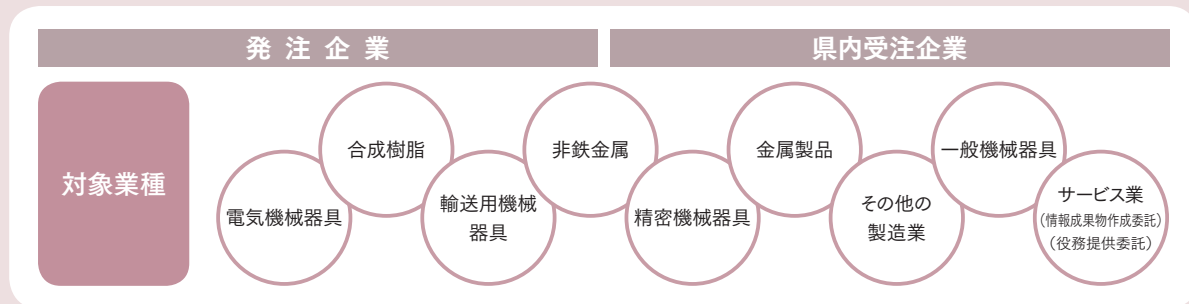 発注企業
県内受注企業
対象業種
電気機械器具
合成樹脂
輸送用機械
器具
非鉄金属
精密機械器具
金属製品
その他の
製造業
一般機械器具
サービス業
(情報成果物作成委託)
(役務提供委託)